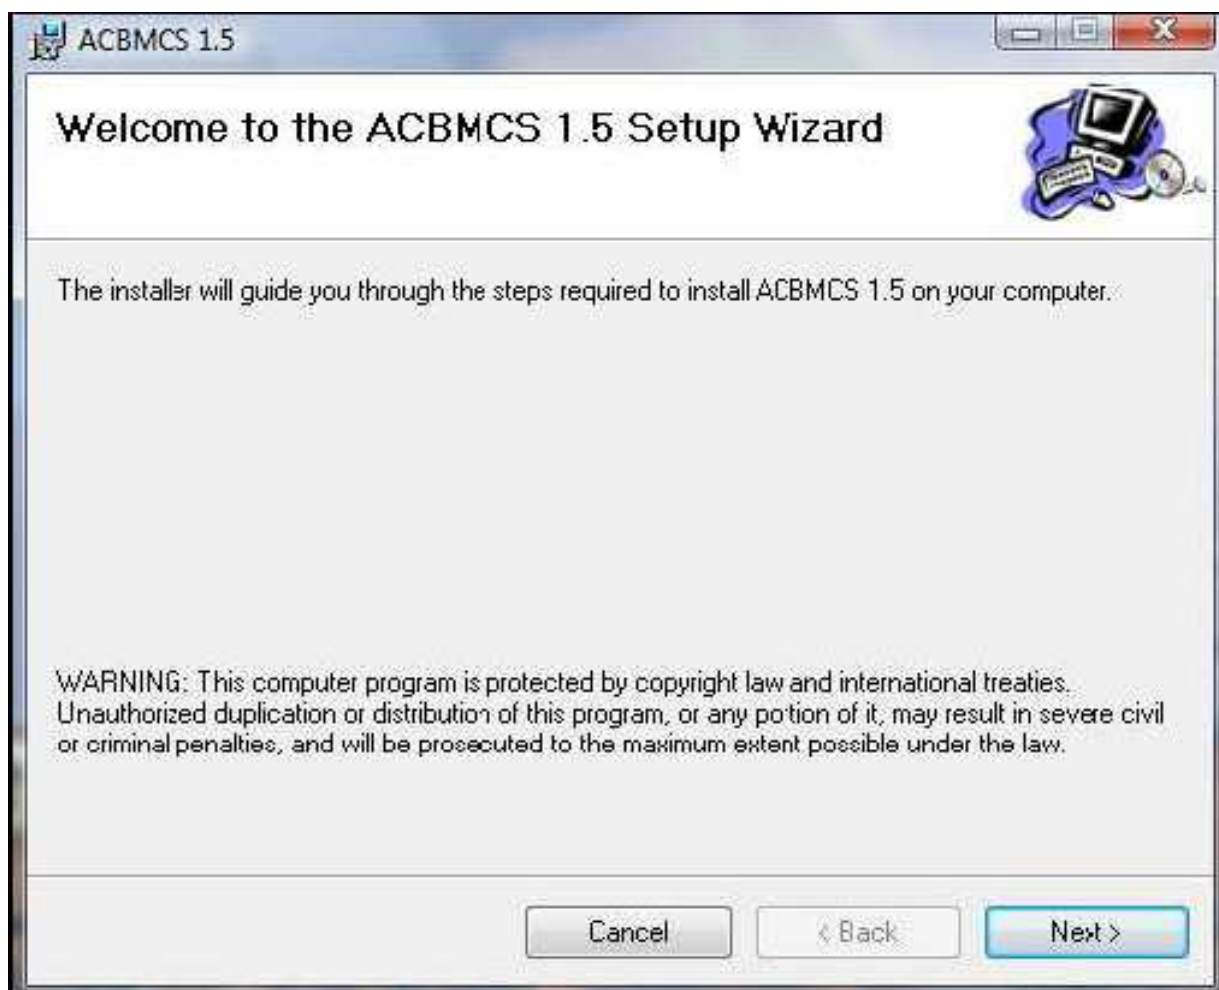 ACBMCS 1.5
Welcome to the ACBMCS 1.5 Setup Wizard
The installer will guide you through the steps required to install ACBMCS 1.5 on your computer.
WARNING: This computer program is protected by copyright law and international treaties.
Unauthorized duplication or distribution of this program, or any portion of it, may result in severe civil
or criminal penalties, and will be prosecuted to the maximum extent possible under the law.
Cancel
< Back
Next >